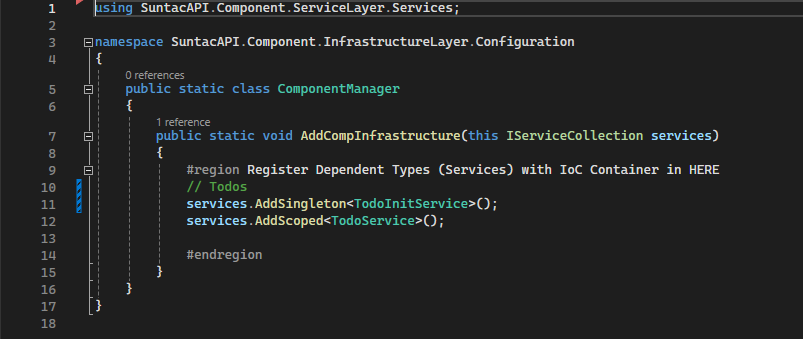 1 using SuntacAPI.Component.ServiceLayer.Services;
2
3 namespace SuntacAPI.Component.InfrastructureLayer.Configuration
4 {
0 references
5 public static class ComponentManager
6 {
1 reference
7 public static void AddCompInfrastructure(this IServiceCollection services)
8 {
9 #region Register Dependent Types (Services) with IoC Container in HERE
10 // Todos
11 services.AddSingleton<TodoInitService>();
12 services.AddScoped<TodoService>();
13
14 #endregion
15 }
16 }
17 }
18